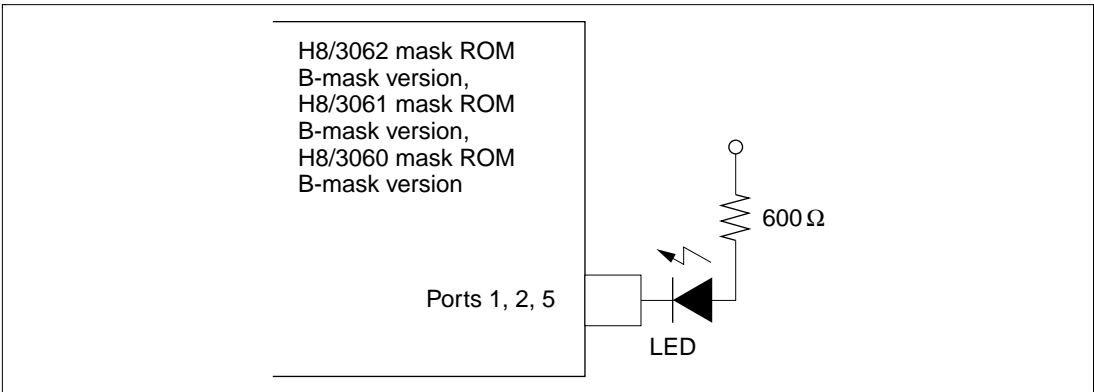 H8/3062 mask ROM
B-mask version,
H8/3061 mask ROM
B-mask version,
H8/3060 mask ROM
B-mask version
600 Ω
Ports 1, 2, 5
LED